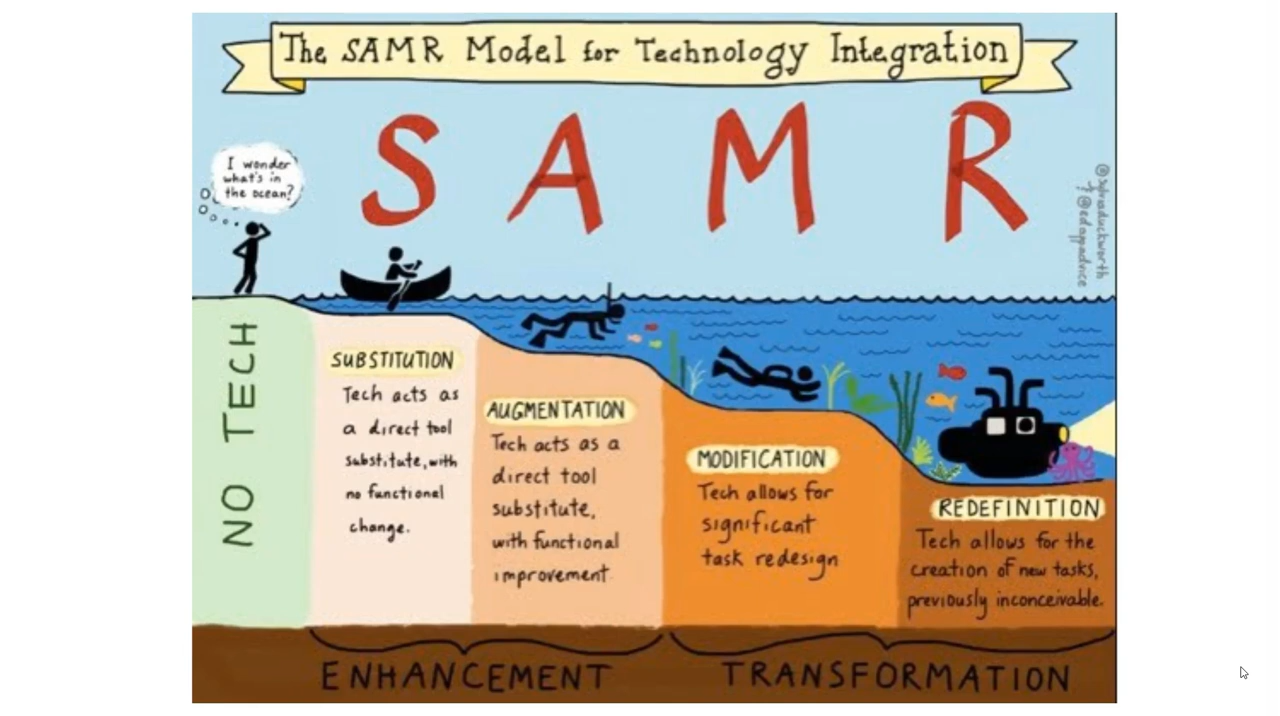 The SAMR Model for Technology Integration
S A M R
I wonder
what's in
the ocean?
@sylviaduckworth
@edappadvice
NO TECH
SUBSTITUTION
Tech acts as
a direct tool
substitute, with
no functional
change.
AUGMENTATION
Tech acts as a
direct tool
substitute,
with functional
improvement
MODIFICATION
Tech allows for
significant
task redesign
REDEFINITION
Tech allows for the
creation of new tasks,
previously inconceivable.
ENHANCEMENT
TRANSFORMATION